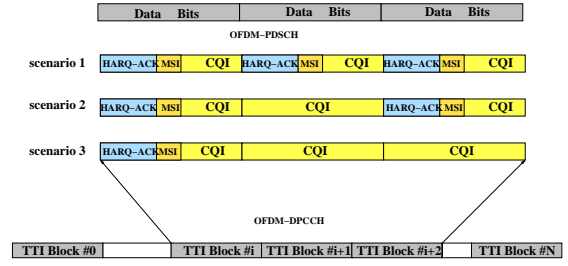 Data Bits Data Bits Data Bits
OFDM-PDSCH
scenario 1 HARQ-ACK MSI CQI HARQ-ACK MSI CQI HARQ-ACK MSI CQI
scenario 2 HARQ-ACK MSI CQI CQI HARQ-ACK MSI CQI
scenario 3 HARQ-ACK MSI CQI CQI CQI
OFDM-DPCCH
TTI Block #0 TTI Block #i TTI Block #i+1 TTI Block #i+2 TTI Block #N